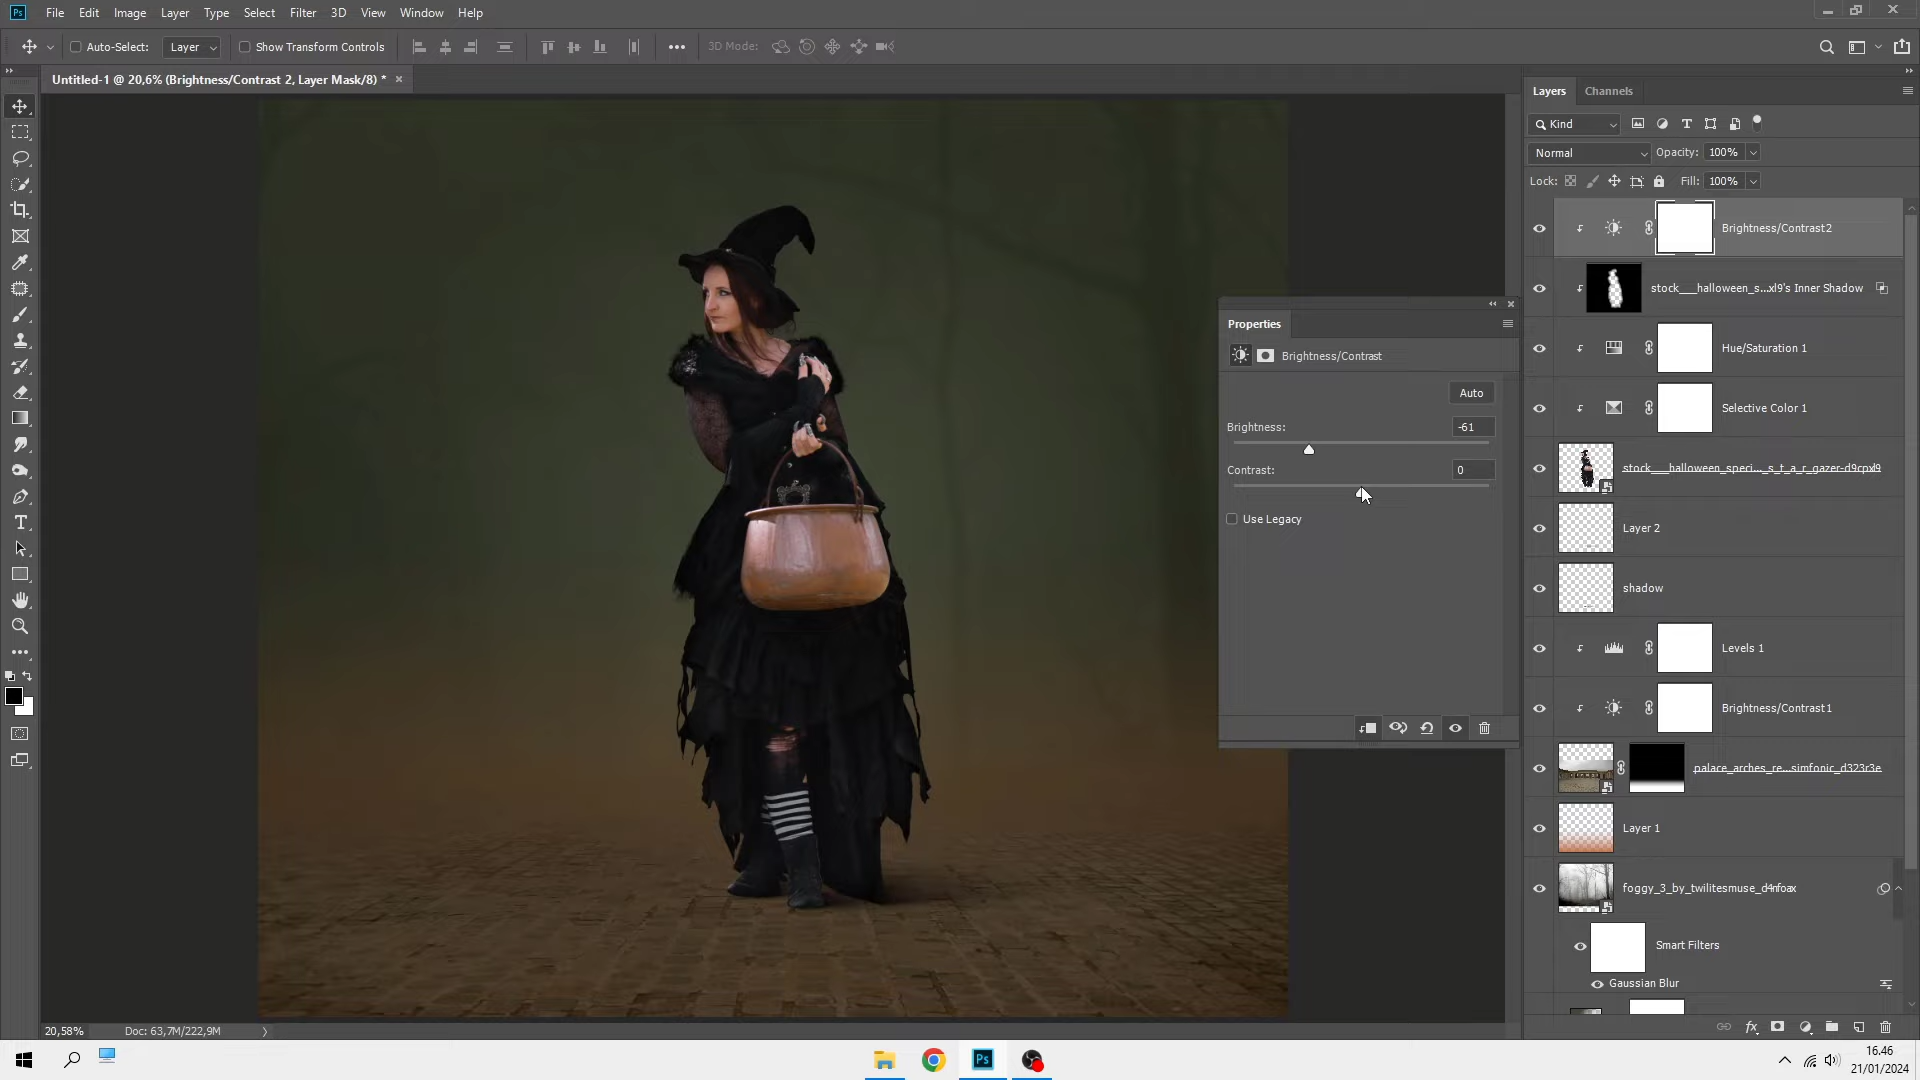 Ps File Edit Image Layer Type Select Filter 3D View Window Help
Auto-Select: Layer Show Transform Controls 3D Mode:
Untitled-1 @ 20,6% (Brightness/Contrast 2, Layer Mask/8) *
Layers Channels
Kind
Normal Opacity: 100%
Lock: Fill: 100%
Brightness/Contrast2
stock___halloween_s...xl9's Inner Shadow
Hue/Saturation 1
Selective Color 1
stock___halloween_speci..._s_t_a_r_gazer-d9cpxl9
Layer 2
shadow
Levels 1
Brightness/Contrast1
palace_arches_re...simfonic_d323r3e
Layer 1
foggy_3_by_twilitesmuse_d4nfoax
Smart Filters
Gaussian Blur
Properties
Brightness/Contrast
Auto
Brightness: -61
Contrast: 0
Use Legacy
20,58% Doc: 63,7M/222,9M
Ps
16.46
21/01/2024